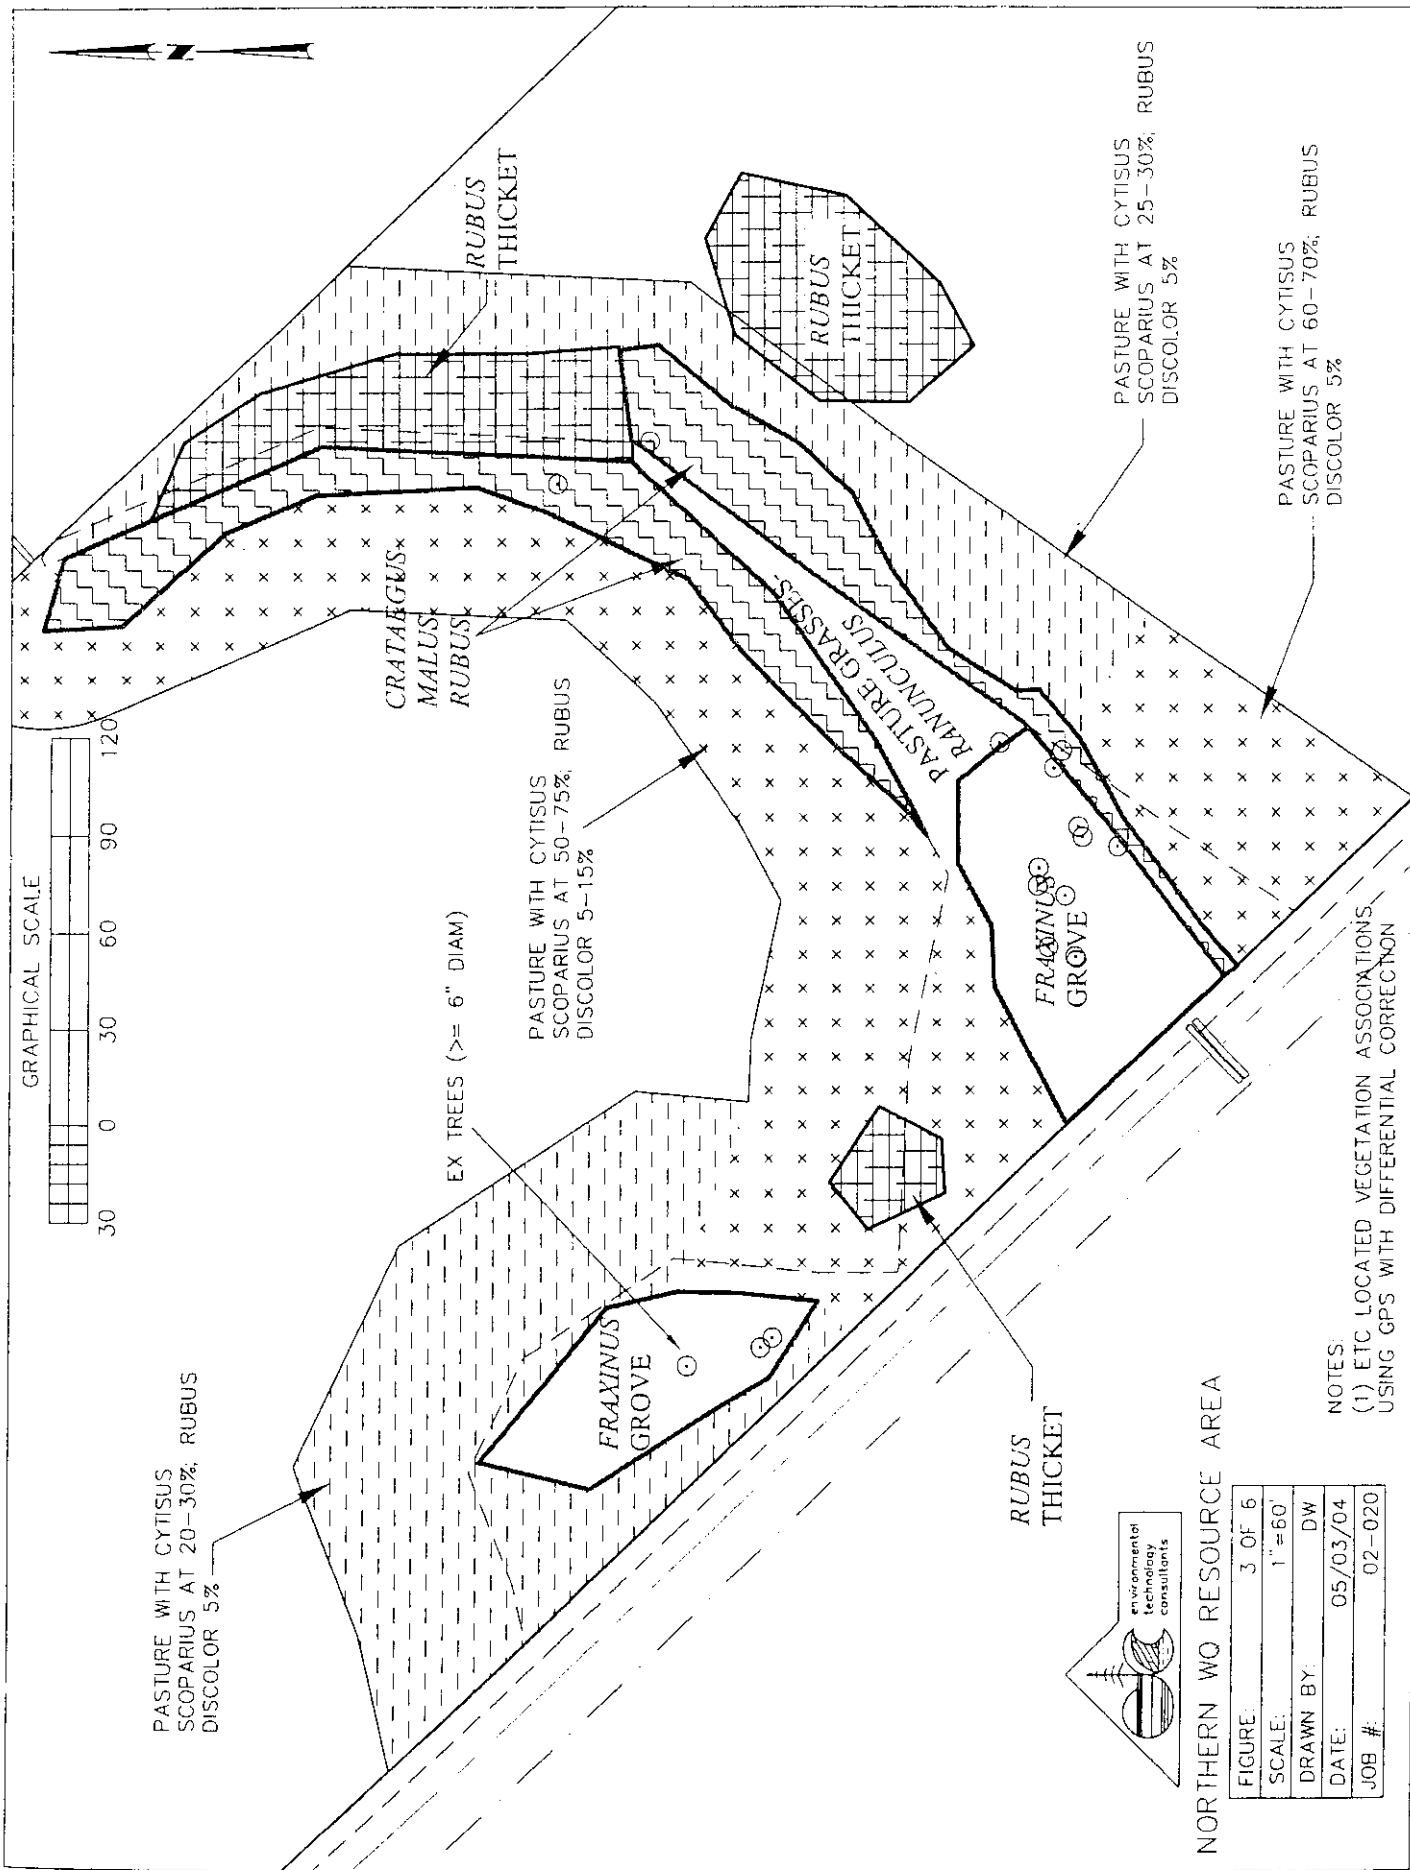 GRAPHICAL SCALE
30 0 30 60 90 120
N
PASTURE WITH CYTISUS
SCOPARIUS AT 20-30%; RUBUS
DISCOLOR 5%
EX TREES (>= 6" DIAM)
PASTURE WITH CYTISUS
SCOPARIUS AT 50-75%; RUBUS
DISCOLOR 5-15%
CRATAEGUS-
MALUS-
RUBUS
RUBUS
THICKET
FRAXINUS
GROVE
RUBUS
THICKET
PASTURE GRASSES-
RANUNCULUS
FRAXINUS
GROVE
RUBUS
THICKET
PASTURE WITH CYTISUS
SCOPARIUS AT 25-30%; RUBUS
DISCOLOR 5%
PASTURE WITH CYTISUS
SCOPARIUS AT 60-70%; RUBUS
DISCOLOR 5%
environmental
technology
consultants
NORTHERN WQ RESOURCE AREA
FIGURE: 3 OF 6
SCALE: 1"=60'
DRAWN BY: DW
DATE: 05/03/04
JOB #: 02-020
NOTES:
(1) ETC LOCATED VEGETATION ASSOCIATIONS
USING GPS WITH DIFFERENTIAL CORRECTION